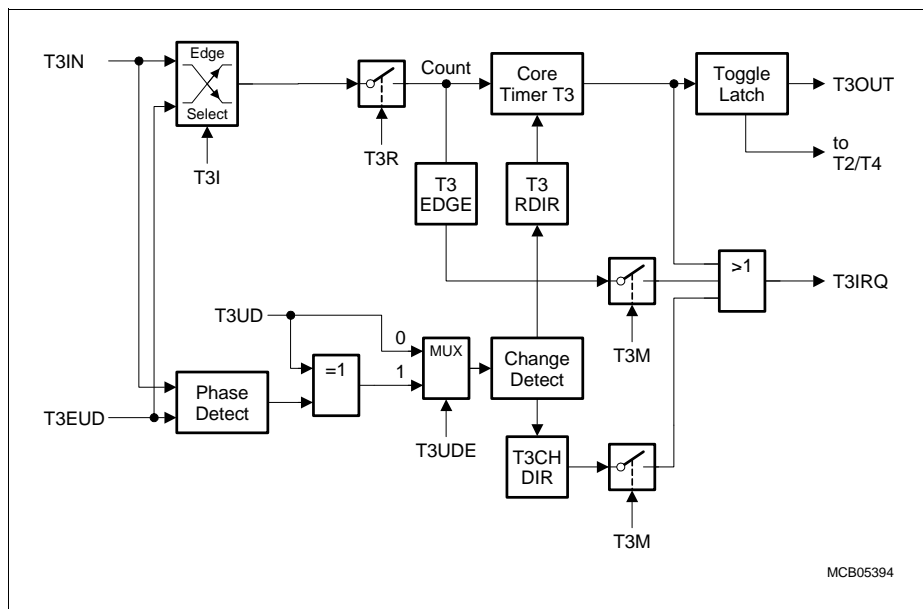 T3IN
Edge
Select
T3I
T3R
Count
Core
Timer T3
Toggle
Latch
T3OUT
to
T2/T4
T3
EDGE
T3
RDIR
≥1
T3IRQ
T3M
T3UD
0
1
MUX
=1
Change
Detect
Phase
Detect
T3EUD
T3UDE
T3CH
DIR
T3M
MCB05394